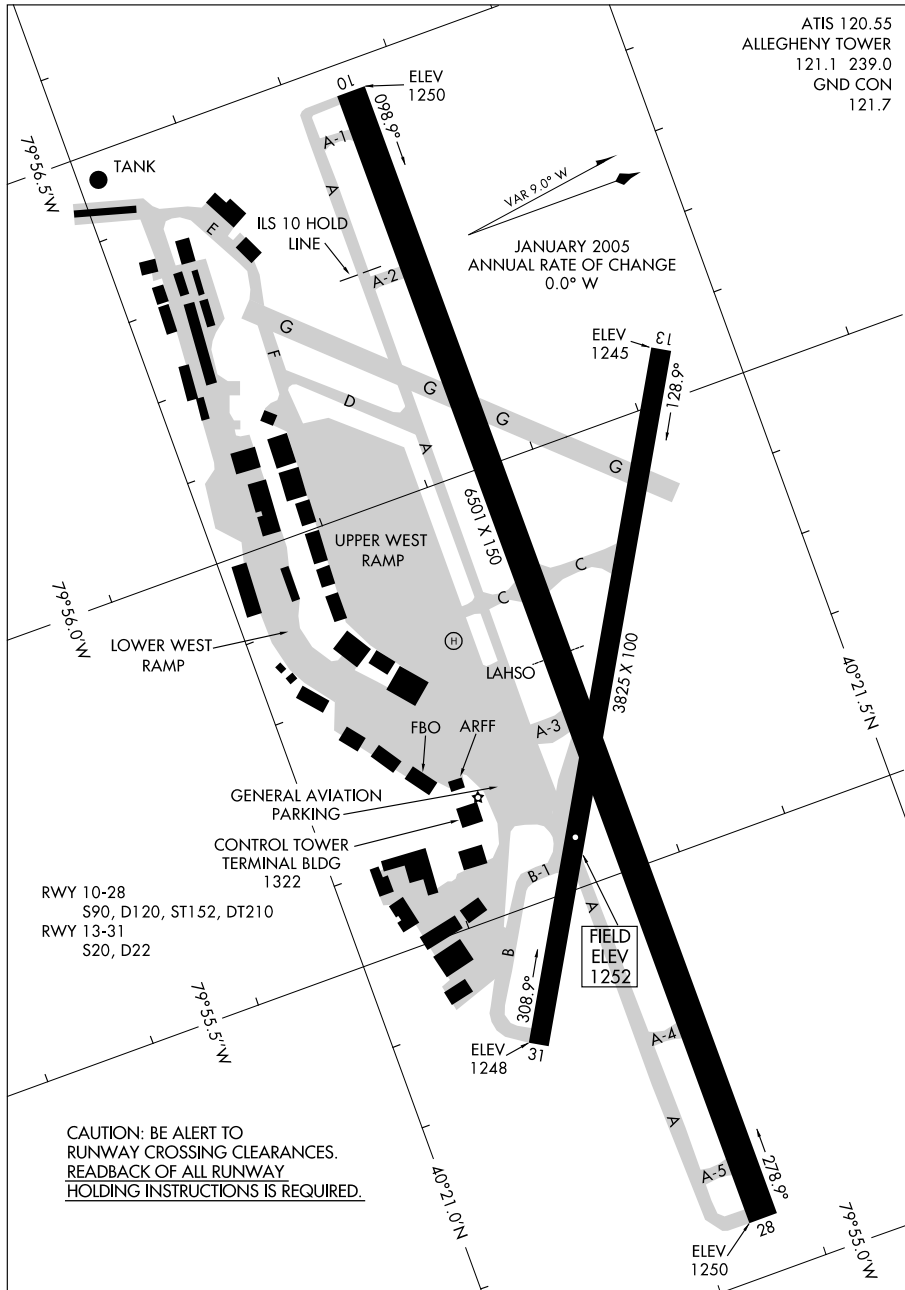 ATIS 120.55
ALLEGHENY TOWER
121.1 239.0
GND CON
121.7
10
ELEV
1250
098.9°
A-1
79°56.5'W
TANK
A
VAR 9.0° W
E
ILS 10 HOLD
LINE
A-2
JANUARY 2005
ANNUAL RATE OF CHANGE
0.0° W
G
F
ELEV
1245
13
128.9°
D
G
G
A
G
6501 X 150
UPPER WEST
RAMP
79°56.0'W
C
C
H
LOWER WEST
RAMP
LAHSO
3825 X 100
40°21.5'N
FBO
ARFF
A-3
GENERAL AVIATION
PARKING
CONTROL TOWER
TERMINAL BLDG
1322
B-1
RWY 10-28
S90, D120, ST152, DT210
RWY 13-31
S20, D22
A
B
FIELD
ELEV
1252
308.9°
79°55.5'W
ELEV
1248
31
A-4
A
CAUTION: BE ALERT TO
RUNWAY CROSSING CLEARANCES.
READBACK OF ALL RUNWAY
HOLDING INSTRUCTIONS IS REQUIRED.
40°21.0'N
A-5
278.9°
28
ELEV
1250
79°55.0'W